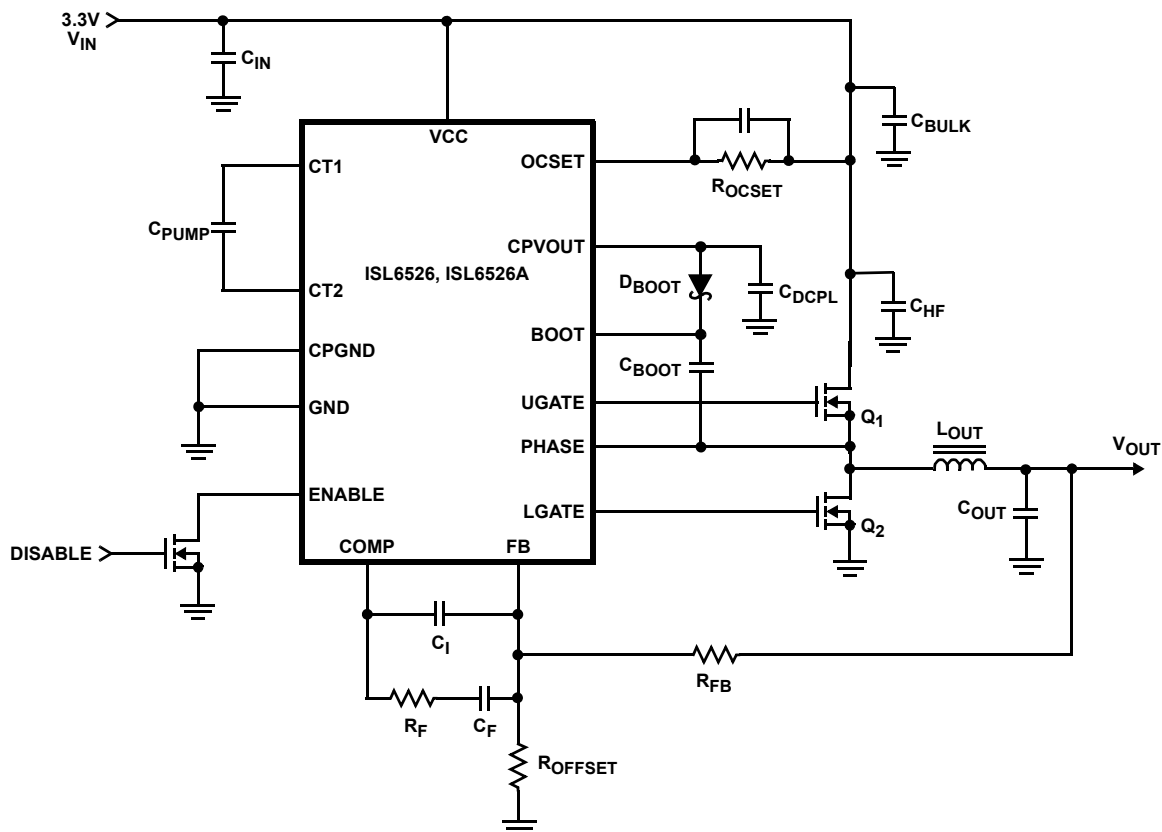 3.3V
VIN
CIN
VCC
CBULK
CT1
OCSET
ROCSET
CPUMP
CPVOUT
ISL6526, ISL6526A
DBOOT
CDCPL
CT2
CHF
BOOT
CBOOT
CPGND
UGATE
Q1
GND
PHASE
LOUT
VOUT
ENABLE
LGATE
Q2
COUT
DISABLE
COMP
FB
CI
RFB
RF
CF
ROFFSET